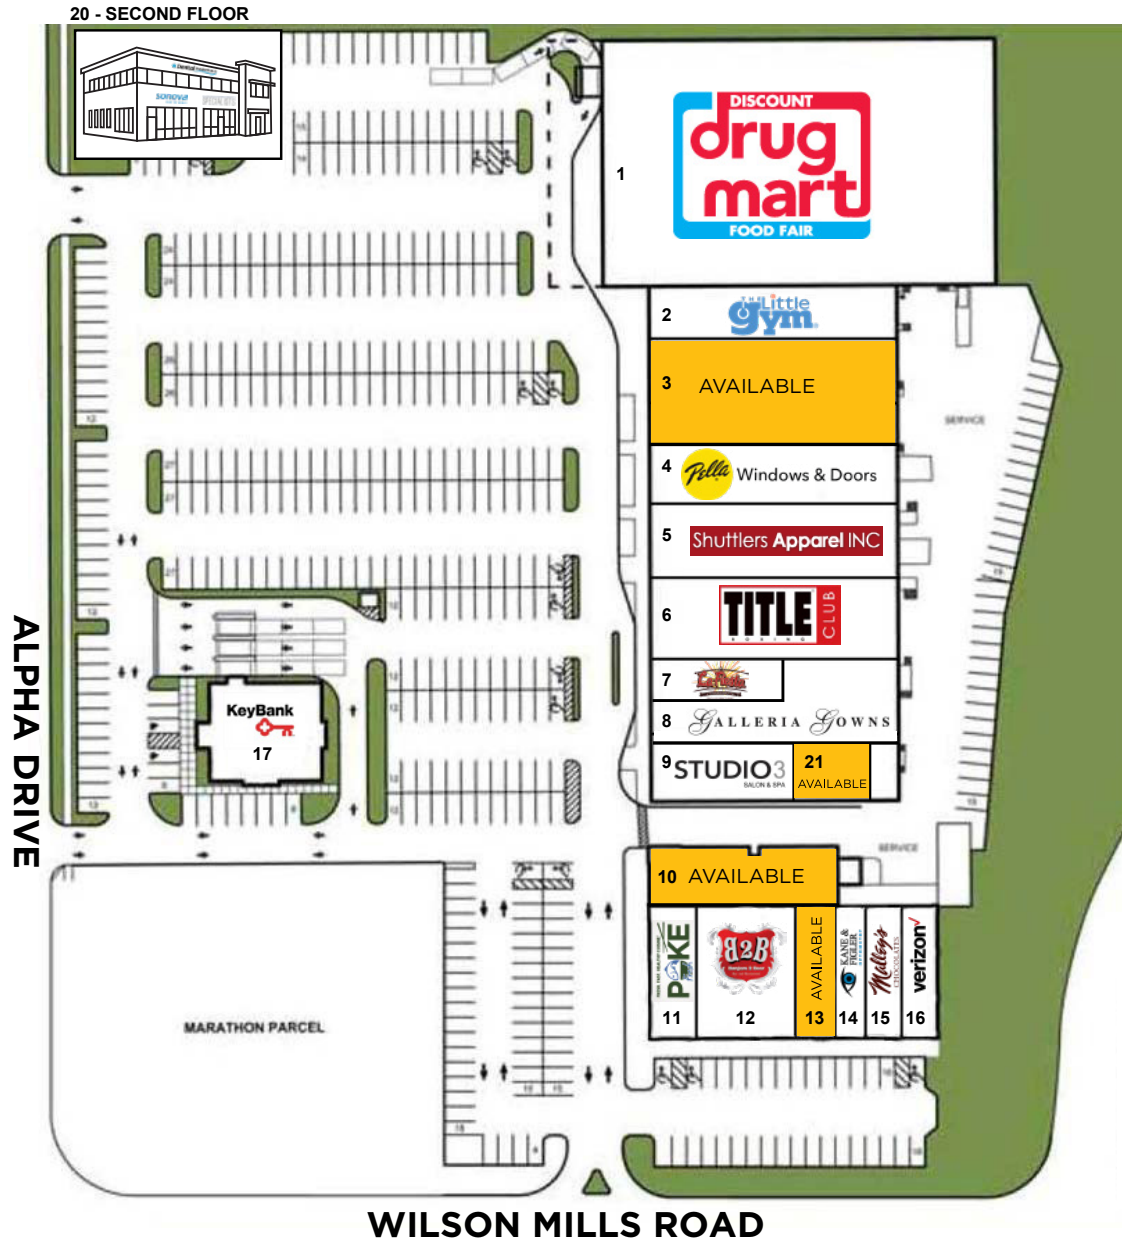 20 - SECOND FLOOR
sonova
1
DISCOUNT
drug
mart
FOOD FAIR
2
THE Little
gym
3
AVAILABLE
SERVICE
4
Pella
Windows & Doors
5
Shuttlers Apparel INC
6
TITLE
BOXING
CLUB
7
8
GALLERIA GOWNS
9
STUDIO3
SALON & SPA
21
AVAILABLE
KeyBank
17
ALPHA DRIVE
SERVICE
10
AVAILABLE
POKE
11
B2B
12
AVAILABLE
13
KANE &
FIGLER
14
Malley's
CHOCOLATES
15
verizon
16
MARATHON PARCEL
WILSON MILLS ROAD